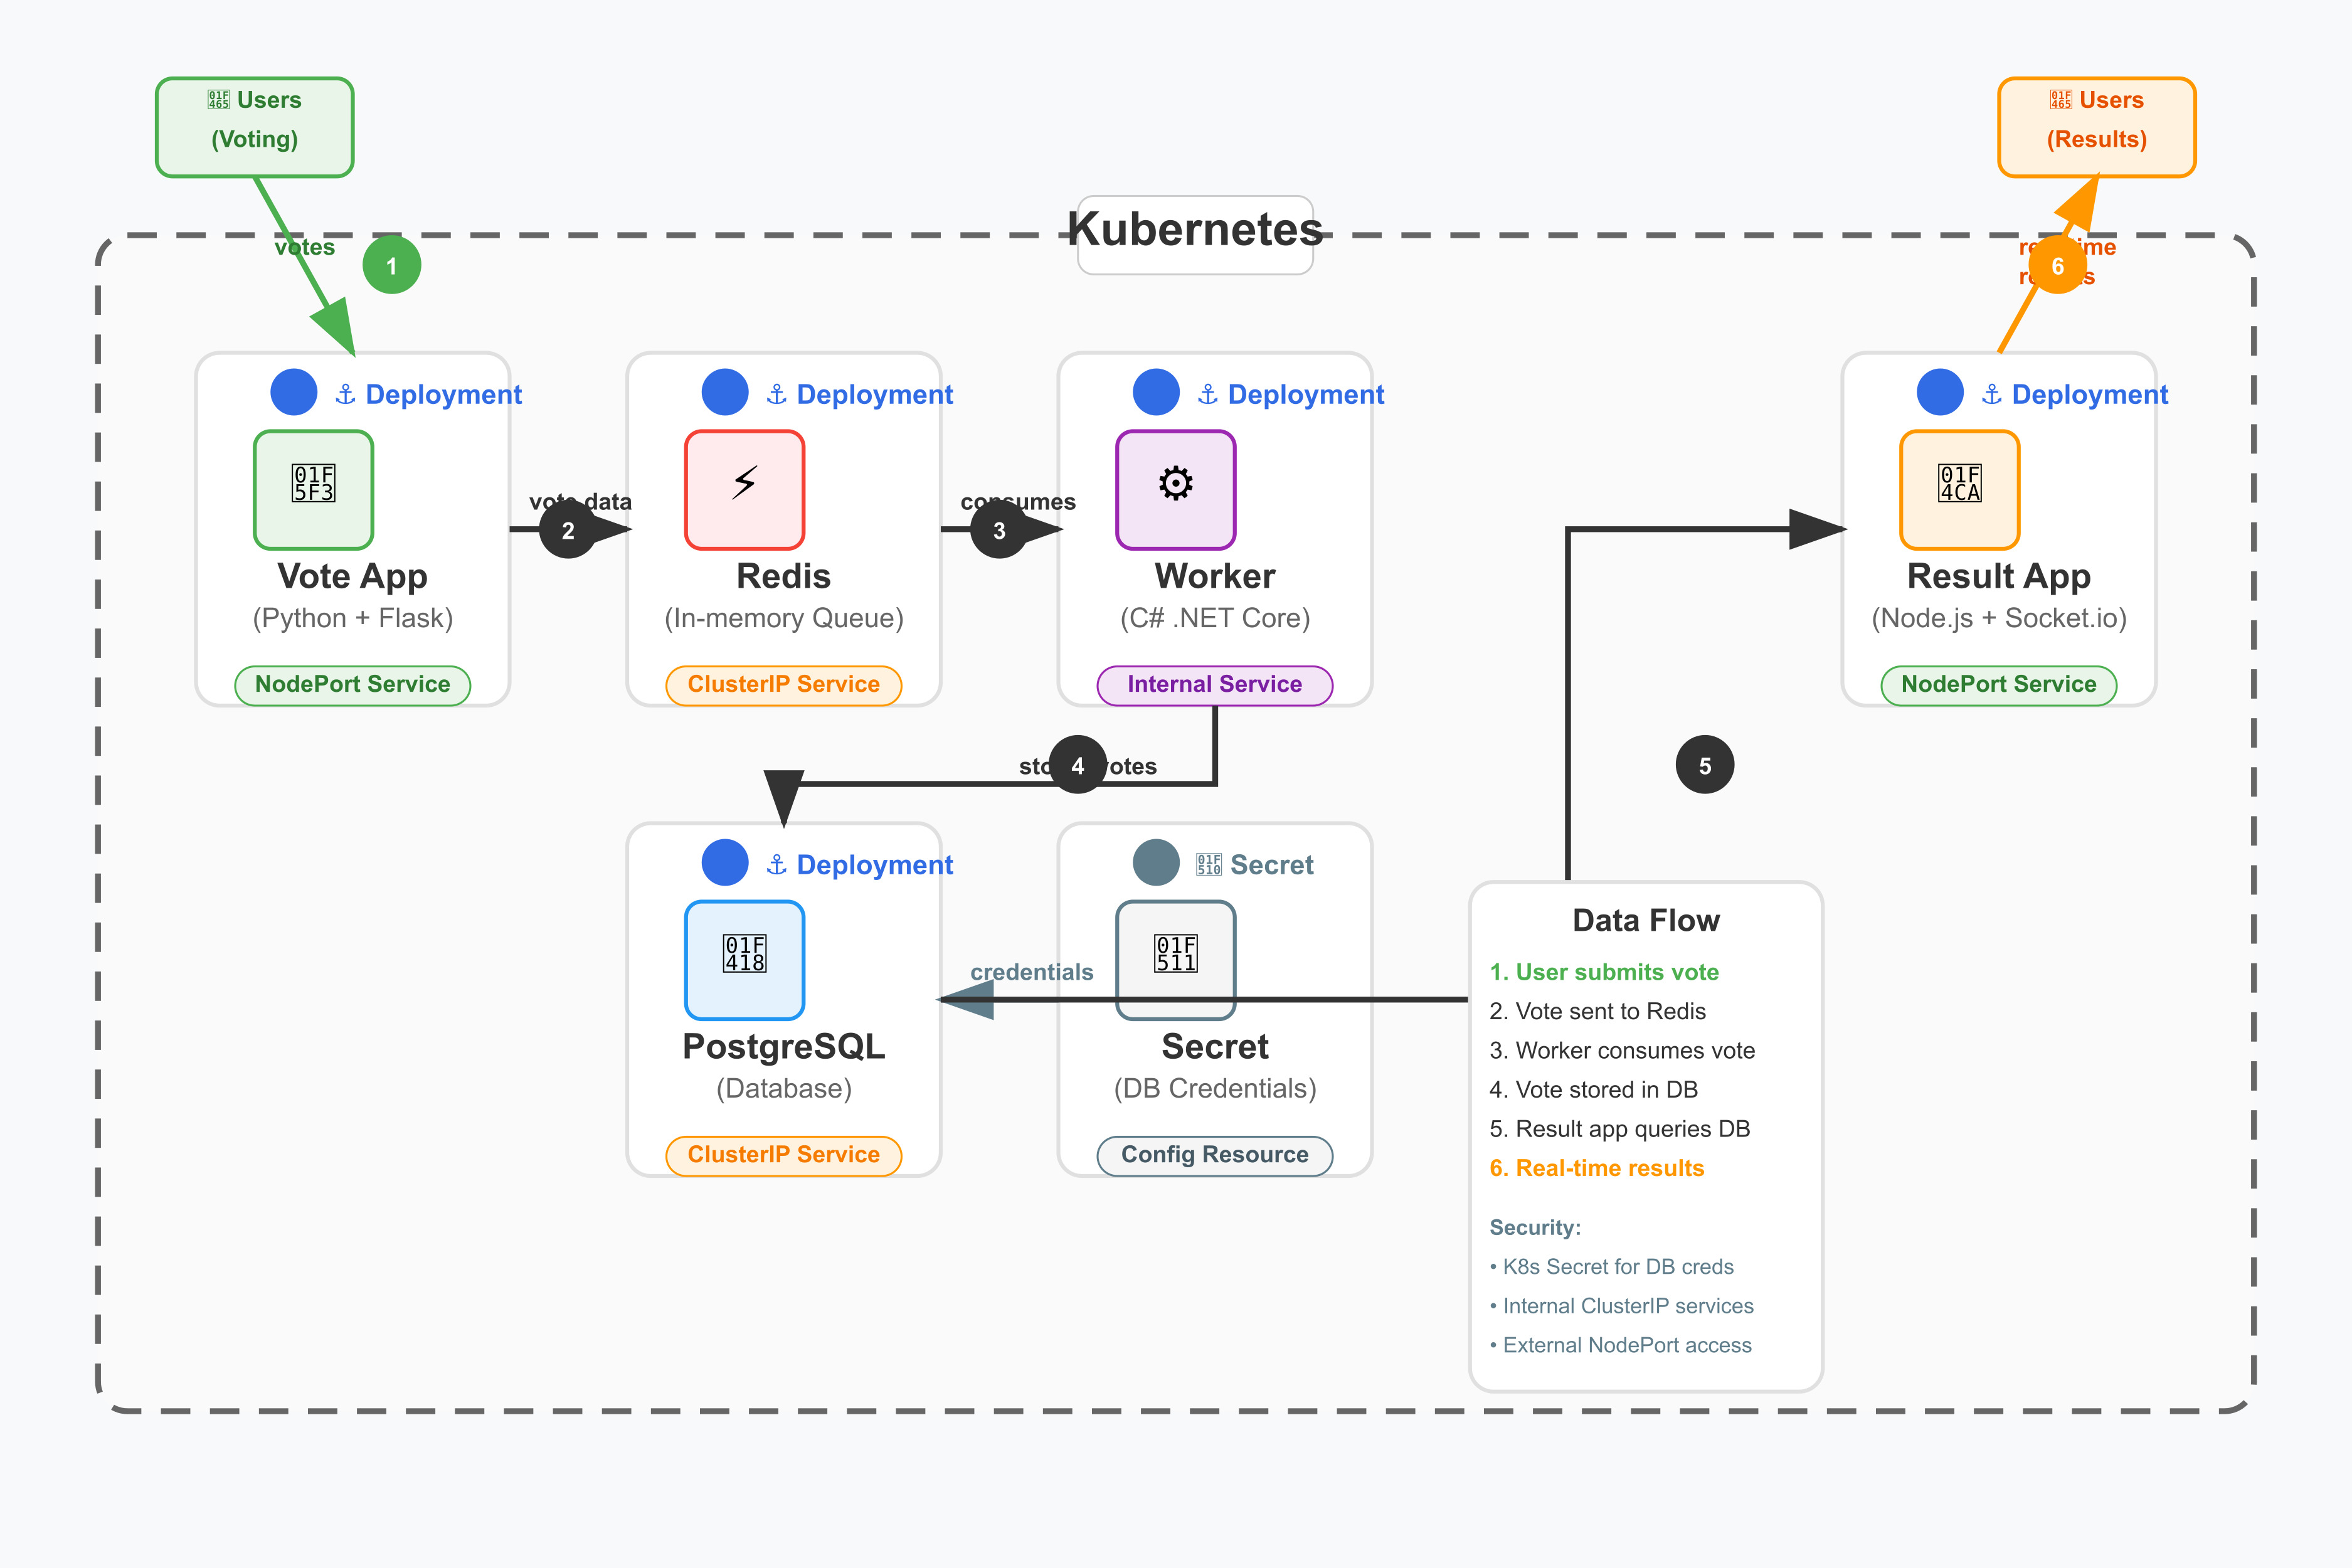 Users
(Voting)
Users
(Results)
Kubernetes
votes
1
6
⚓ Deployment
Vote App
(Python + Flask)
NodePort Service
vote data
2
⚓ Deployment
⚡
Redis
(In-memory Queue)
ClusterIP Service
consumes
3
⚓ Deployment
⚙
Worker
(C# .NET Core)
Internal Service
⚓ Deployment
Result App
(Node.js + Socket.io)
NodePort Service
votes
4
5
⚓ Deployment
PostgreSQL
(Database)
ClusterIP Service
credentials
Secret
Secret
(DB Credentials)
Config Resource
Data Flow
1. User submits vote
2. Vote sent to Redis
3. Worker consumes vote
4. Vote stored in DB
5. Result app queries DB
6. Real-time results
Security:
• K8s Secret for DB creds
• Internal ClusterIP services
• External NodePort access